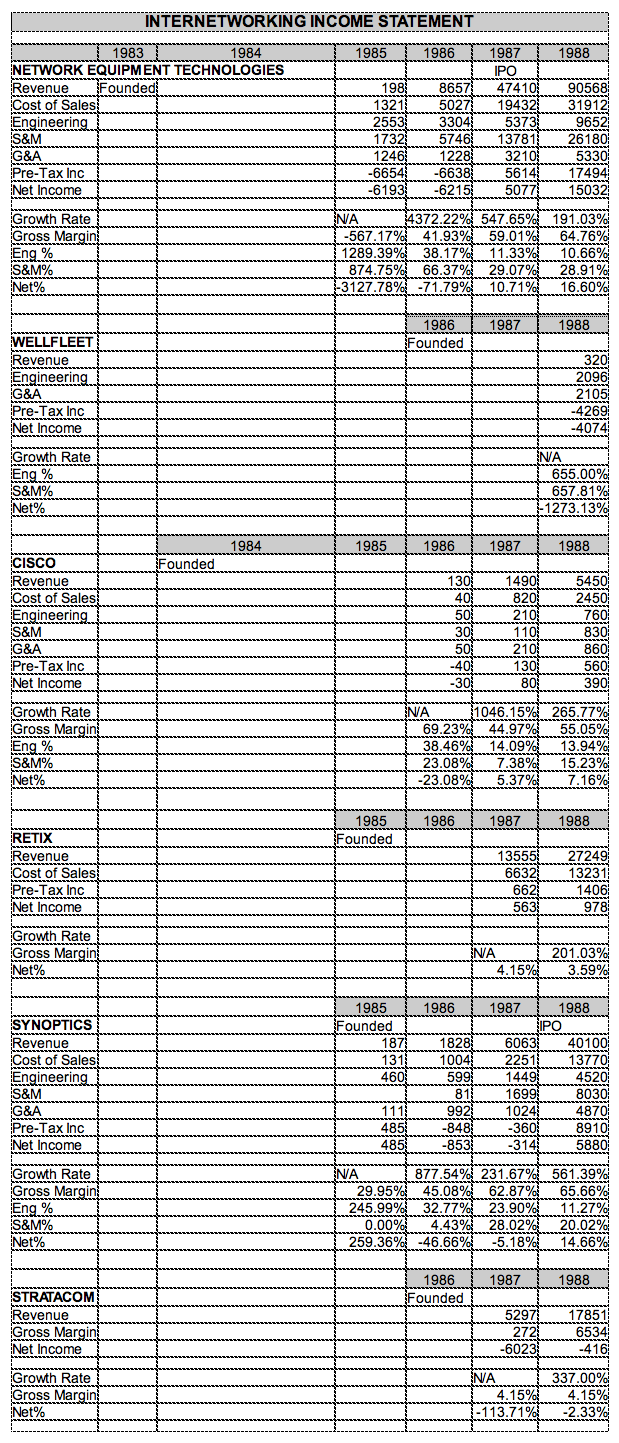 INTERNETWORKING INCOME STATEMENT
1983 1984 1985 1986 1987 1988
NETWORK EQUIPMENT TECHNOLOGIES IPO
Revenue Founded 198 8657 47410 90568
Cost of Sales 1321 5027 19432 31912
Engineering 2553 3304 5373 9652
S&M 1732 5746 13781 26180
G&A 1246 1228 3210 5330
Pre-Tax Inc -6654 -6638 5614 17494
Net Income -6193 -6215 5077 15032
Growth Rate N/A 4372.22% 547.65% 191.03%
Gross Margin -567.17% 41.93% 59.01% 64.76%
Eng % 1289.39% 38.17% 11.33% 10.66%
S&M% 874.75% 66.37% 29.07% 28.91%
Net% -3127.78% -71.79% 10.71% 16.60%
1986 1987 1988
WELLFLEET Founded
Revenue 320
Engineering 2096
G&A 2105
Pre-Tax Inc -4269
Net Income -4074
Growth Rate N/A
Eng % 655.00%
S&M% 657.81%
Net% -1273.13%
1984 1985 1986 1987 1988
CISCO Founded
Revenue 130 1490 5450
Cost of Sales 40 820 2450
Engineering 50 210 760
S&M 30 110 830
G&A 50 210 860
Pre-Tax Inc -40 130 560
Net Income -30 80 390
Growth Rate N/A 1046.15% 265.77%
Gross Margin 69.23% 44.97% 55.05%
Eng % 38.46% 14.09% 13.94%
S&M% 23.08% 7.38% 15.23%
Net% -23.08% 5.37% 7.16%
1985 1986 1987 1988
RETIX Founded
Revenue 13555 27249
Cost of Sales 6632 13231
Pre-Tax Inc 662 1406
Net Income 563 978
Growth Rate
Gross Margin N/A 201.03%
Net% 4.15% 3.59%
1985 1986 1987 1988
SYNOPTICS Founded IPO
Revenue 187 1828 6063 40100
Cost of Sales 131 1004 2251 13770
Engineering 460 599 1449 4520
S&M 81 1699 8030
G&A 111 992 1024 4870
Pre-Tax Inc 485 -848 -360 8910
Net Income 485 -853 -314 5880
Growth Rate N/A 877.54% 231.67% 561.39%
Gross Margin 29.95% 45.08% 62.87% 65.66%
Eng % 245.99% 32.77% 23.90% 11.27%
S&M% 0.00% 4.43% 28.02% 20.02%
Net% 259.36% -46.66% -5.18% 14.66%
1986 1987 1988
STRATACOM Founded
Revenue 5297 17851
Gross Margin 272 6534
Net Income -6023 -416
Growth Rate N/A 337.00%
Gross Margin 4.15% 4.15%
Net% -113.71% -2.33%